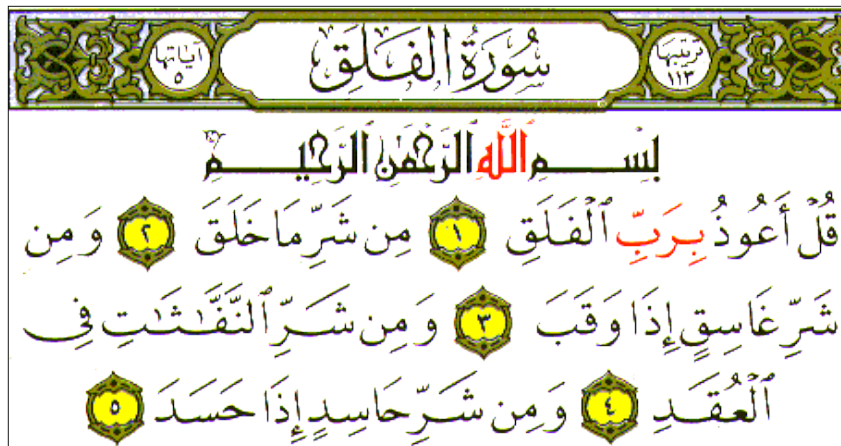 ترتيبها ١١٣ سُورَةُ الْفَلَقِ آياتها ٥
بِسْمِ ٱللَّهِ ٱلرَّحْمَٰنِ ٱلرَّحِيمِ
قُلْ أَعُوذُ بِرَبِّ ٱلْفَلَقِ ١ مِن شَرِّ مَا خَلَقَ ٢ وَمِن
شَرِّ غَاسِقٍ إِذَا وَقَبَ ٣ وَمِن شَرِّ ٱلنَّفَّٰثَٰتِ فِى
ٱلْعُقَدِ ٤ وَمِن شَرِّ حَاسِدٍ إِذَا حَسَدَ ٥